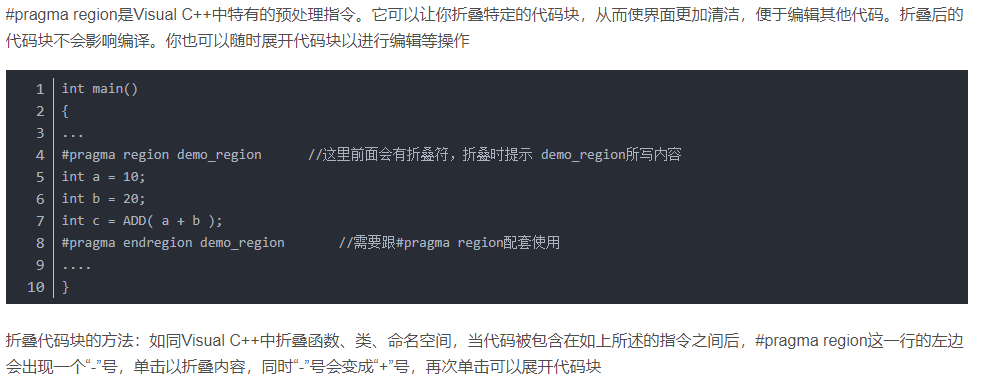 #pragma region是Visual C++中特有的预处理指令。它可以让你折叠特定的代码块，从而使界面更加清洁，便于编辑其他代码。折叠后的
代码块不会影响编译。你也可以随时展开代码块以进行编辑等操作
1 int main()
2 {
3 ...
4 #pragma region demo_region      //这里前面会有折叠符，折叠时提示 demo_region所写内容
5 int a = 10;
6 int b = 20;
7 int c = ADD( a + b );
8 #pragma endregion demo_region       //需要跟#pragma region配套使用
9 ....
10 }
折叠代码块的方法：如同Visual C++中折叠函数、类、命名空间，当代码被包含在如上所述的指令之间后，#pragma region这一行的左边
会出现一个“-”号，单击以折叠内容，同时“-”号会变成“+”号，再次单击可以展开代码块